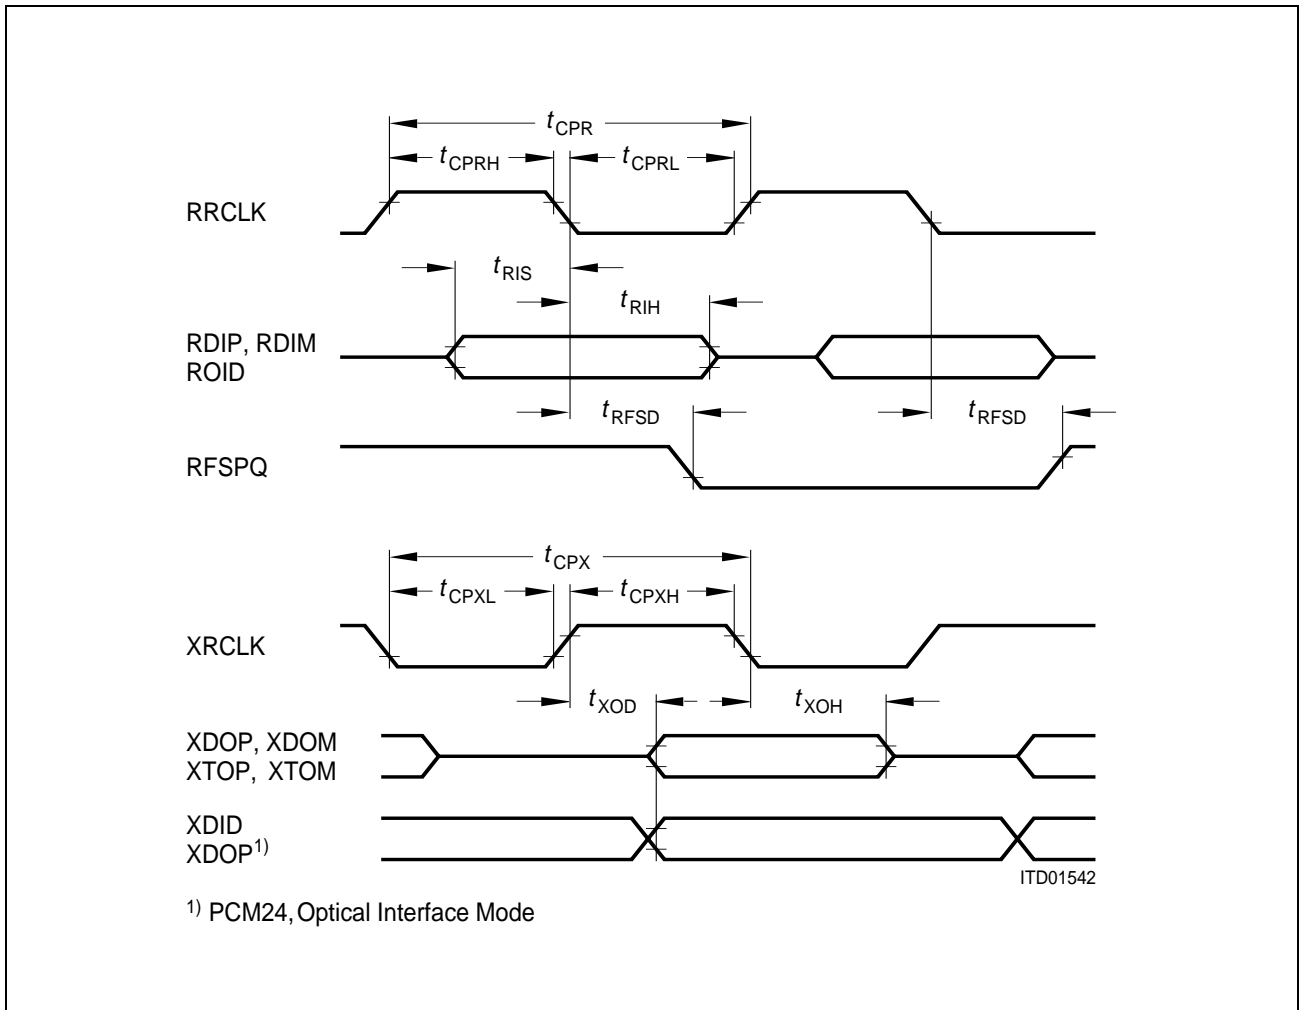 tCPR
tCPRH
tCPRL
RRCLK
tRIS
tRIH
RDIP, RDIM
ROID
tRFSD
tRFSD
RFSPQ
tCPX
tCPXL
tCPXH
XRCLK
tXOD
tXOH
XDOP, XDOM
XTOP, XTOM
XDID
XDOP1)
ITD01542
1) PCM24, Optical Interface Mode